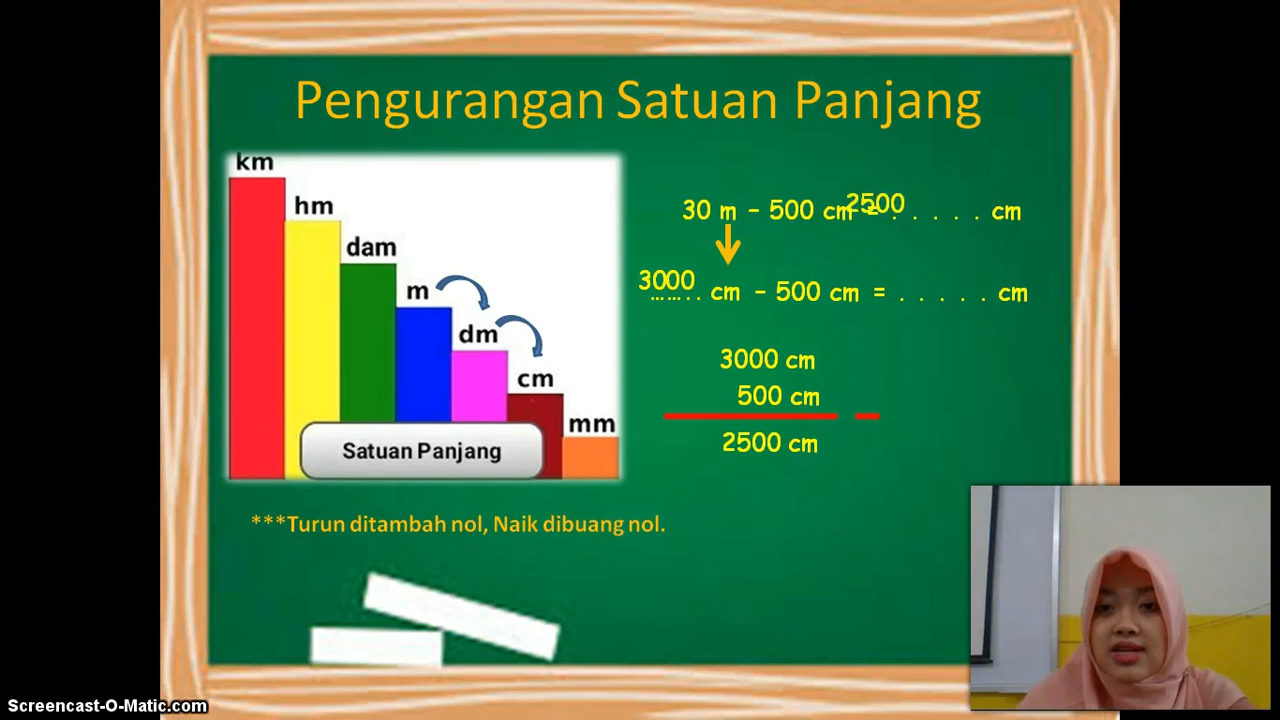 Pengurangan Satuan Panjang
km
hm
dam
m
dm
cm
mm
Satuan Panjang
30 m – 500 cm = 2500 . . . . . cm
3000 ........ cm – 500 cm = . . . . . cm
3000 cm
500 cm
2500 cm
***Turun ditambah nol, Naik dibuang nol.
Screencast-O-Matic.com